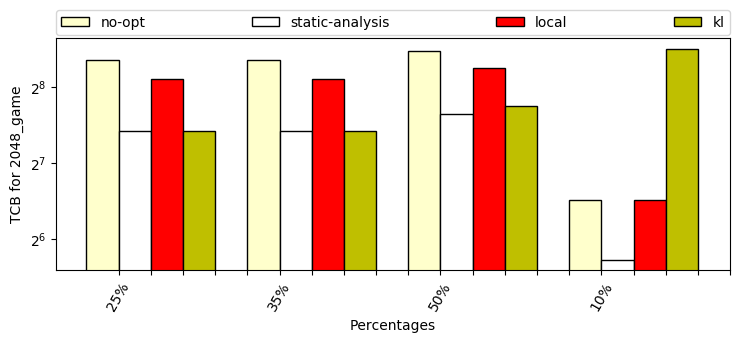 no-opt static-analysis local kl
TCB for 2048_game
2^8
2^7
2^6
25% 35% 50% 10%
Percentages